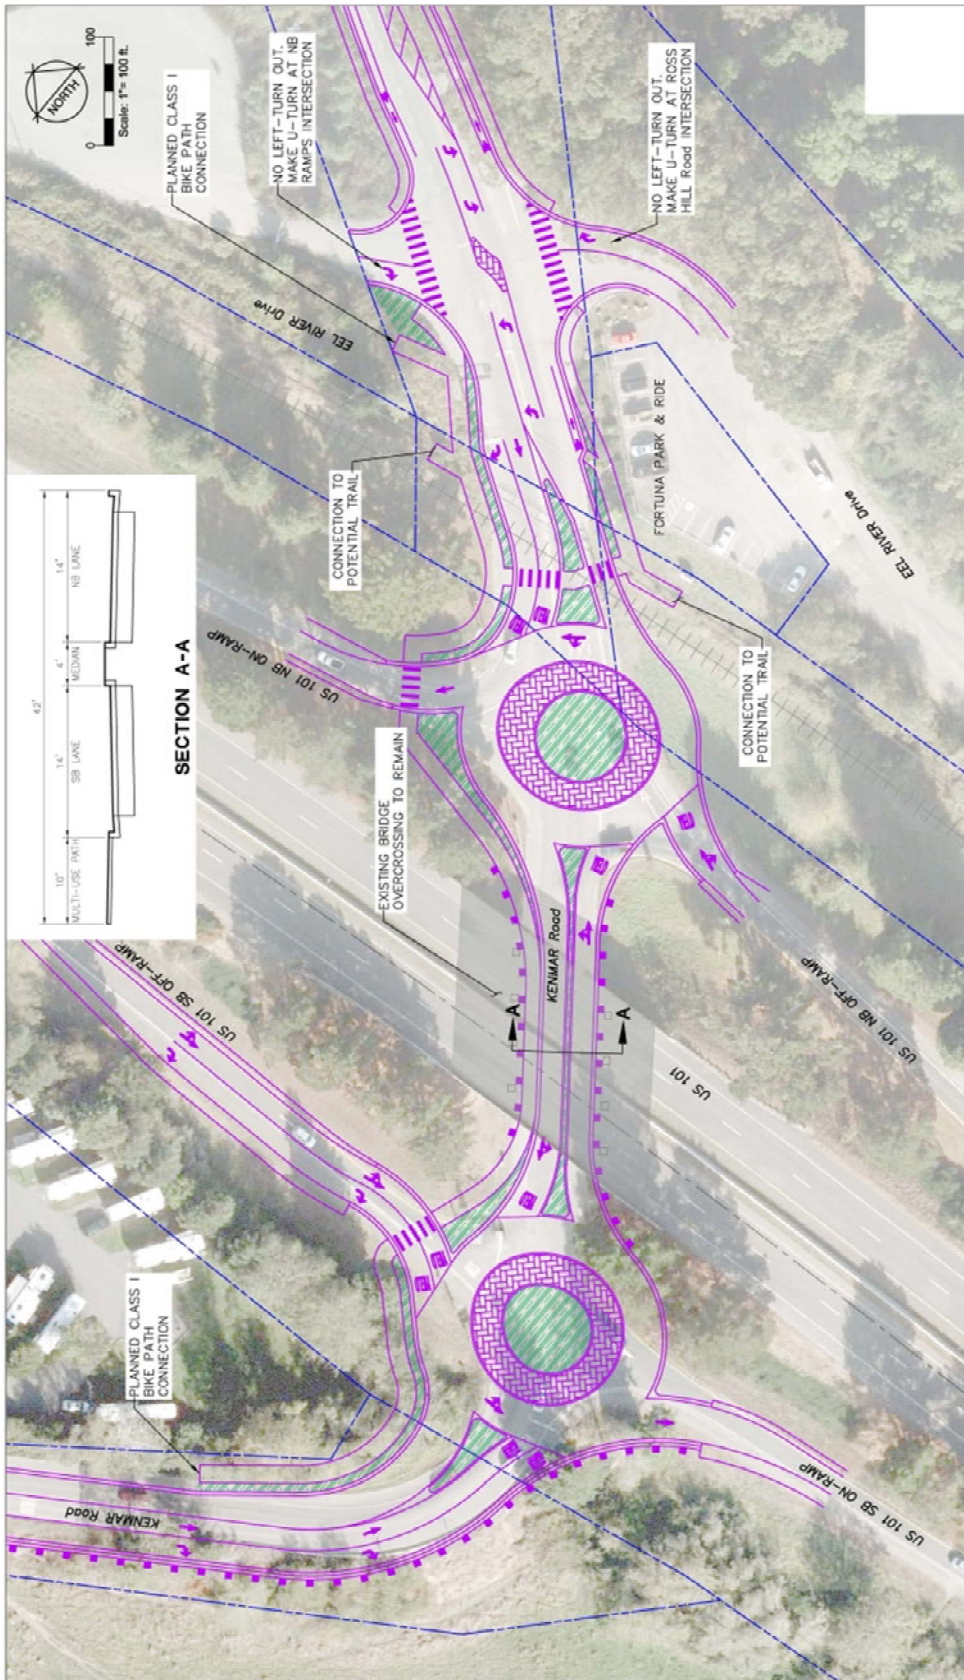 NORTH
0 100
Scale: 1"= 100 ft.
PLANNED CLASS I
BIKE PATH
CONNECTION
NO LEFT-TURN OUT.
MAKE U-TURN AT NB
RAMPS INTERSECTION
NO LEFT-TURN OUT.
MAKE U-TURN AT ROSS
HILL Road INTERSECTION
EEL RIVER Drive
CONNECTION TO
POTENTIAL TRAIL
FORTUNA PARK & RIDE
EEL RIVER Drive
42'
10'
14'
4'
14'
MULTI-USE PATH
SB LANE
MEDIAN
NB LANE
SECTION A-A
US 101 NB ON-RAMP
CONNECTION TO
POTENTIAL TRAIL
EXISTING BRIDGE
OVERCROSSING TO REMAIN
KENMAR Road
A
A
US 101
US 101 NB OFF-RAMP
US 101 SB OFF-RAMP
PLANNED CLASS I
BIKE PATH
CONNECTION
KENMAR Road
US 101 SB ON-RAMP